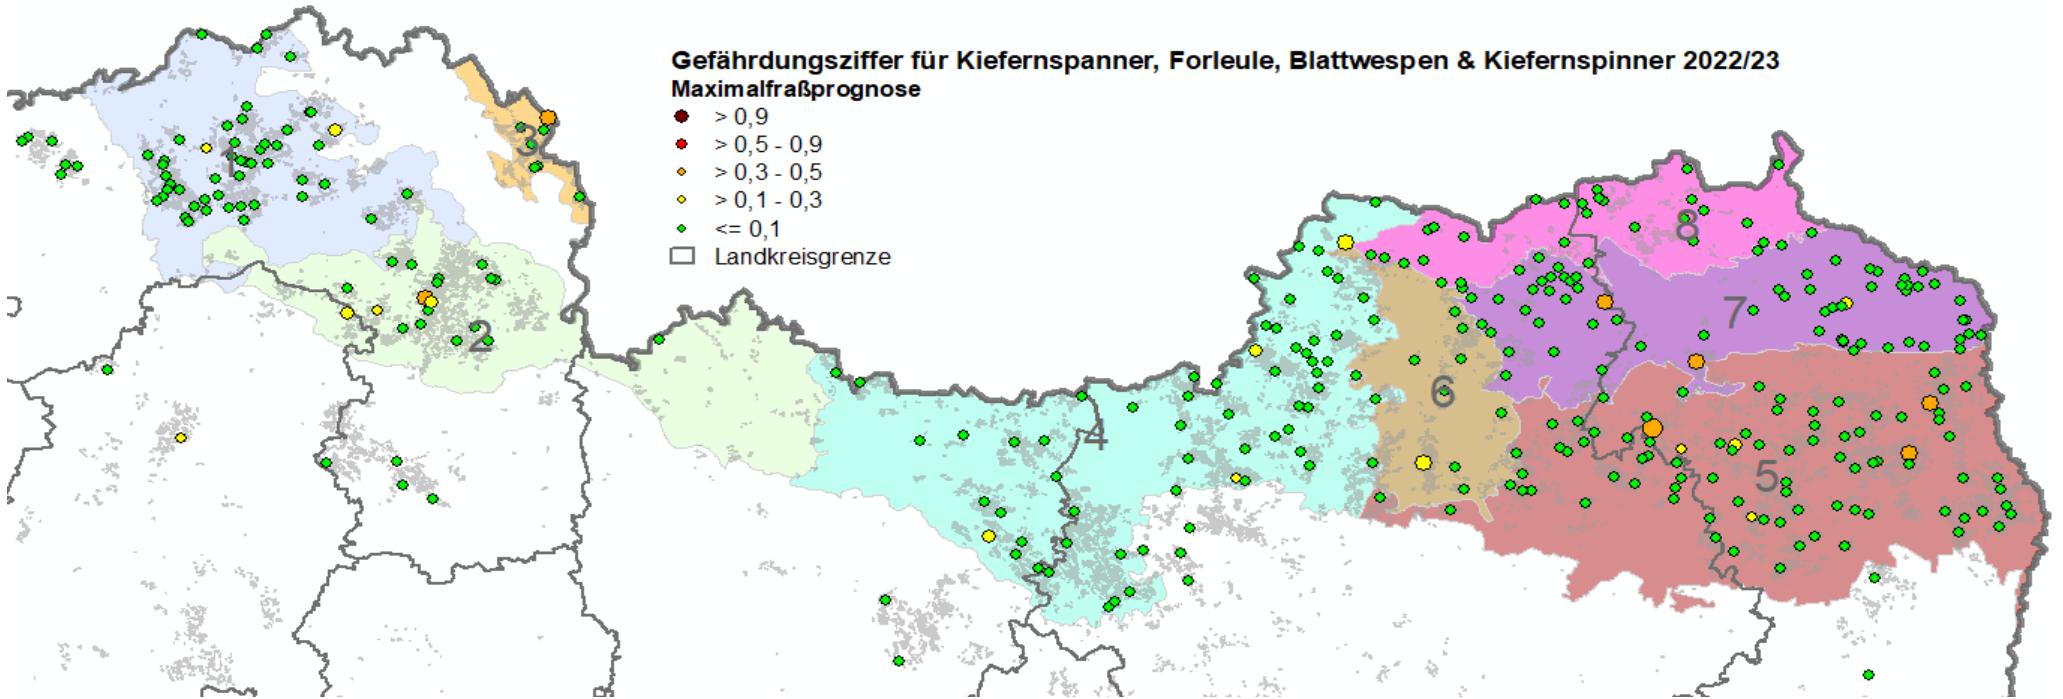 Gefährdungsziffer für Kiefernspanner, Forleule, Blattwespen & Kiefernspinner 2022/23
Maximalfraßprognose
> 0,9
> 0,5 - 0,9
> 0,3 - 0,5
> 0,1 - 0,3
<= 0,1
Landkreisgrenze
1
2
3
4
5
6
7
8